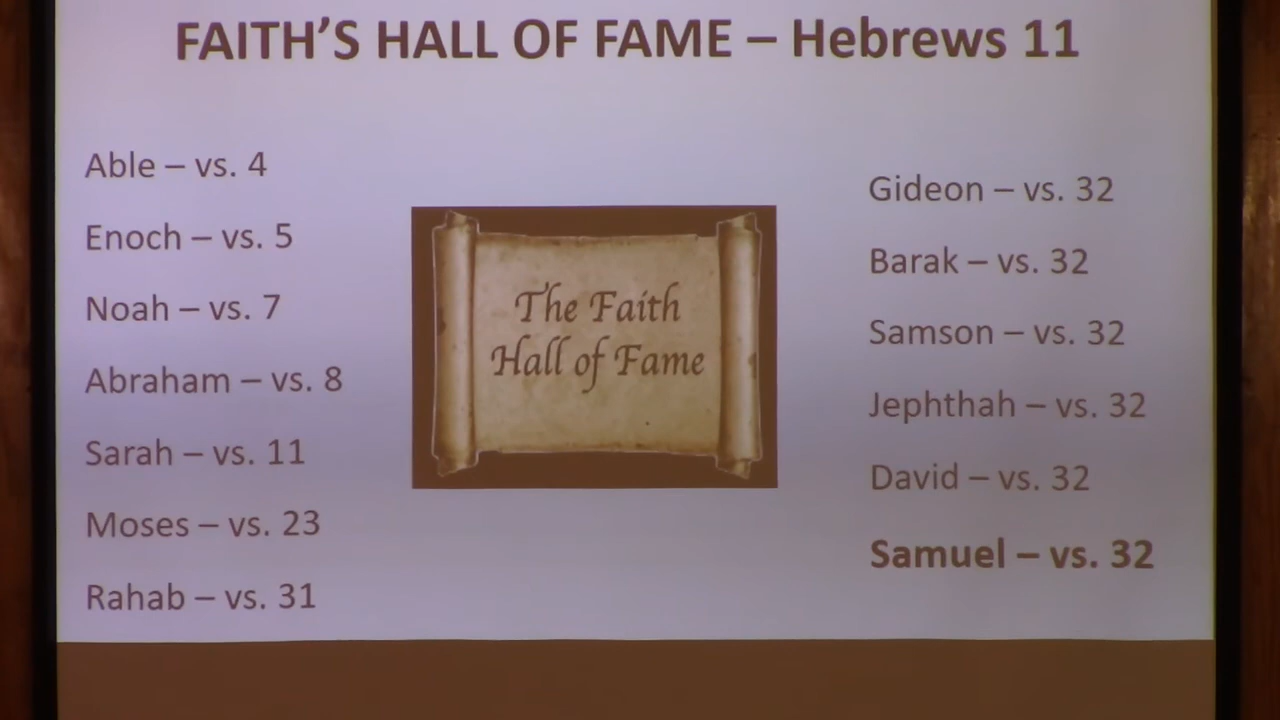 FAITH'S HALL OF FAME – Hebrews 11
Able – vs. 4
Enoch – vs. 5
Noah – vs. 7
Abraham – vs. 8
Sarah – vs. 11
Moses – vs. 23
Rahab – vs. 31
The Faith
Hall of Fame
Gideon – vs. 32
Barak – vs. 32
Samson – vs. 32
Jephthah – vs. 32
David – vs. 32
Samuel – vs. 32